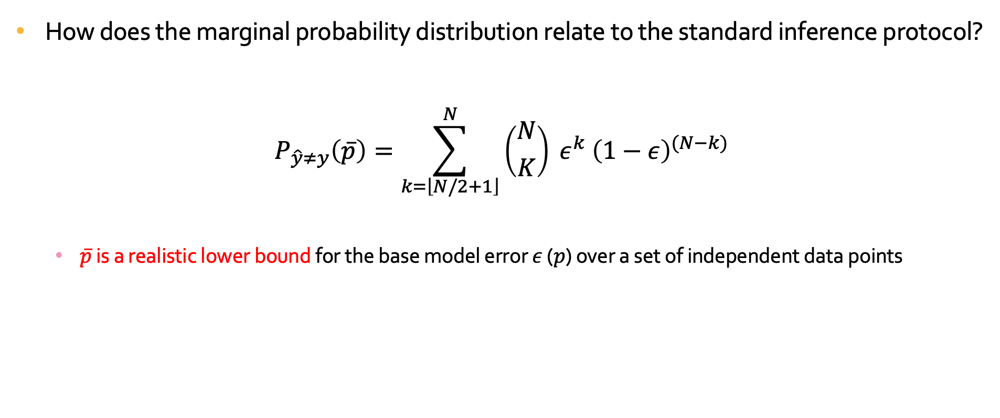 • How does the marginal probability distribution relate to the standard inference protocol?
$P_{\hat{y} \neq y}(\bar{p}) = \sum_{k=\lfloor N/2+1 \rfloor}^{N} \binom{N}{K} \epsilon^k (1-\epsilon)^{(N-k)}$
• $\bar{p}$ is a realistic lower bound for the base model error $\epsilon$ $(p)$ over a set of independent data points